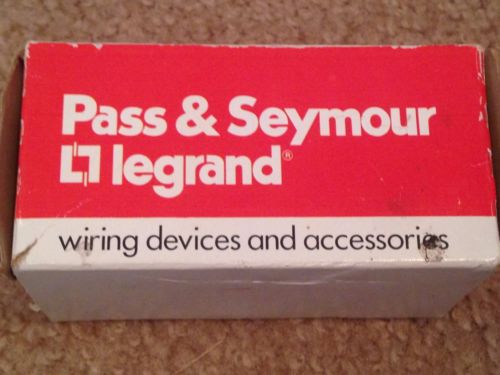 Pass & Seymour
legrand®
wiring devices and accessories